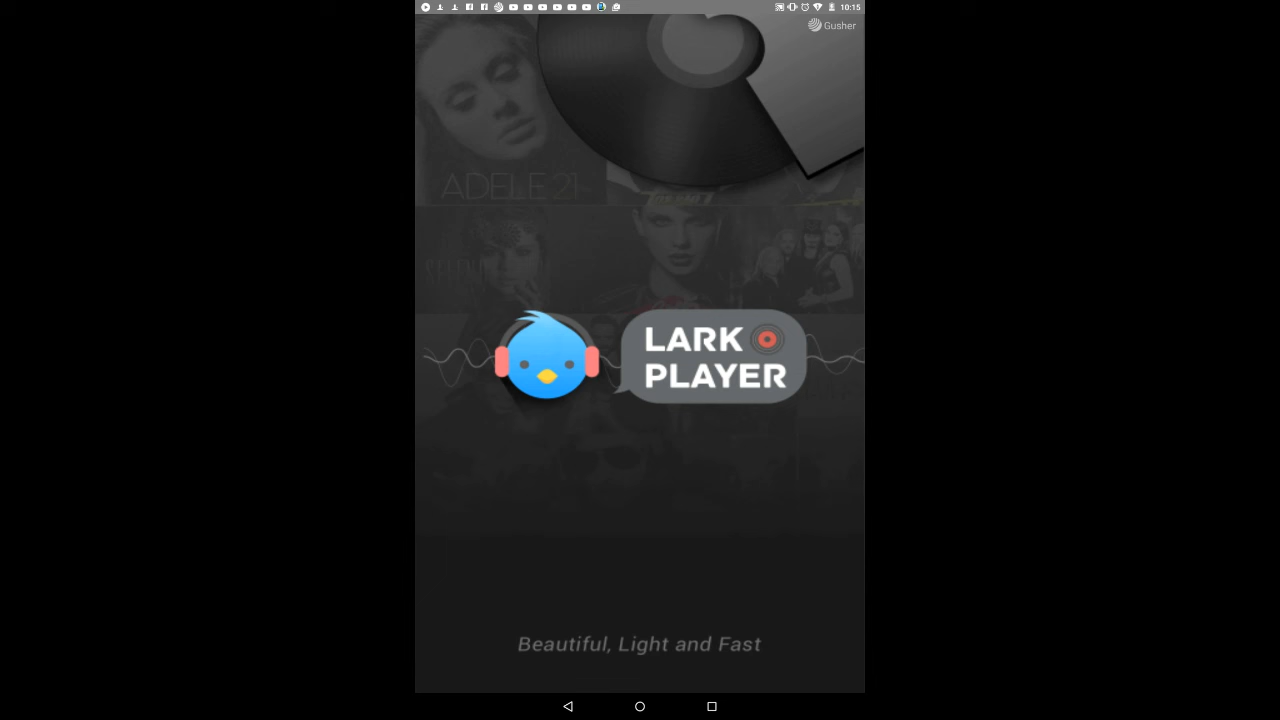 10:15
Gusher
ADELE 21
LARK
PLAYER
Beautiful, Light and Fast